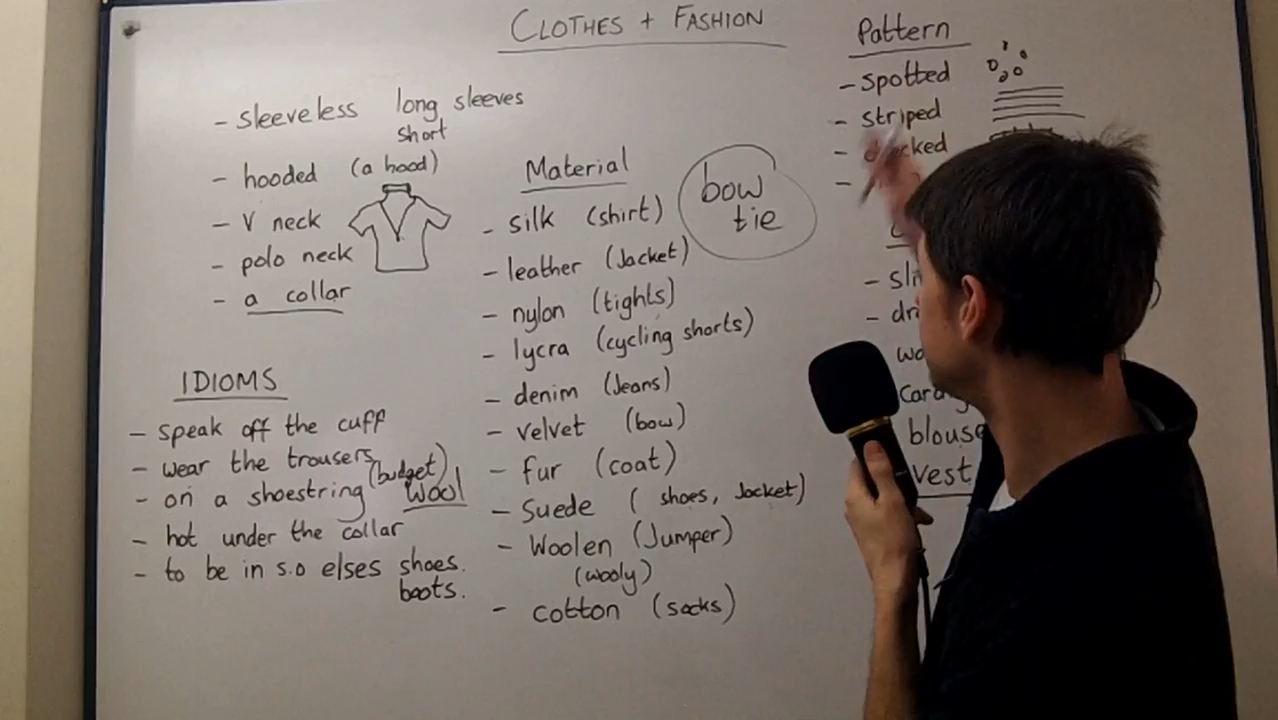 CLOTHES + FASHION
- sleeveless long sleeves
short
- hooded (a hood)
- V neck
- polo neck
- a collar
IDIOMS
- speak off the cuff
- wear the trousers
- on a shoestring (budget)
wool
- hot under the collar
- to be in s.o elses shoes.
boots.
Material
- silk (shirt)
- leather (Jacket)
- nylon (tights)
- lycra (cycling shorts)
- denim (Jeans)
- velvet (bow)
- fur (coat)
- Suede ( shoes, Jacket)
- Woolen (Jumper)
(wooly)
- cotton (socks)
bow
tie
Pattern
- spotted
- striped
-
-
- 
- 
blouse
- vest